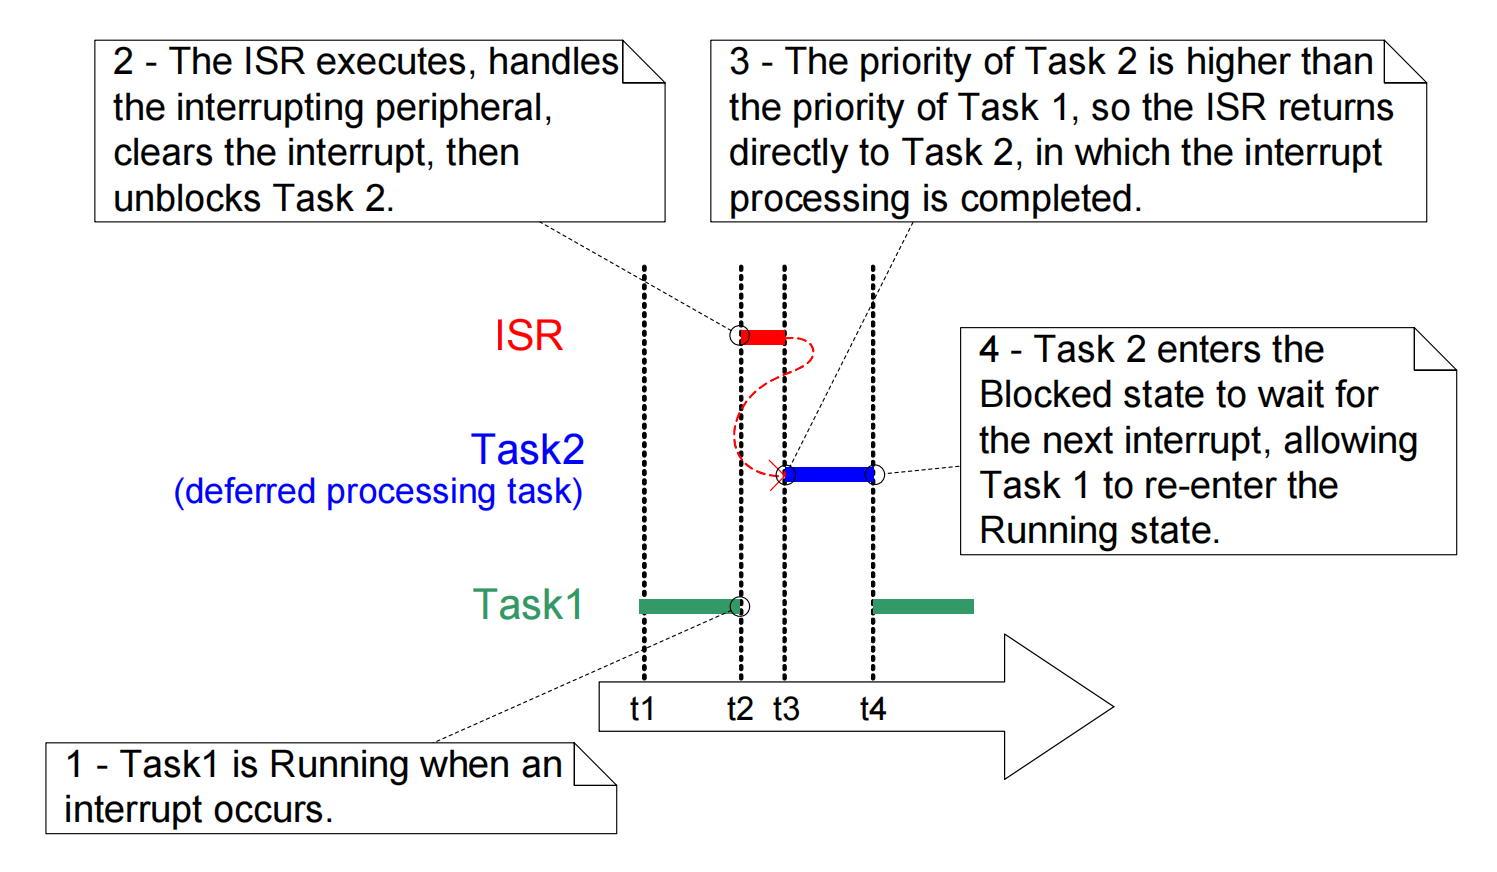 2 - The ISR executes, handles
the interrupting peripheral,
clears the interrupt, then
unblocks Task 2.
3 - The priority of Task 2 is higher than
the priority of Task 1, so the ISR returns
directly to Task 2, in which the interrupt
processing is completed.
ISR
4 - Task 2 enters the
Blocked state to wait for
the next interrupt, allowing
Task 1 to re-enter the
Running state.
Task2
(deferred processing task)
Task1
t1 t2 t3 t4
1 - Task1 is Running when an
interrupt occurs.